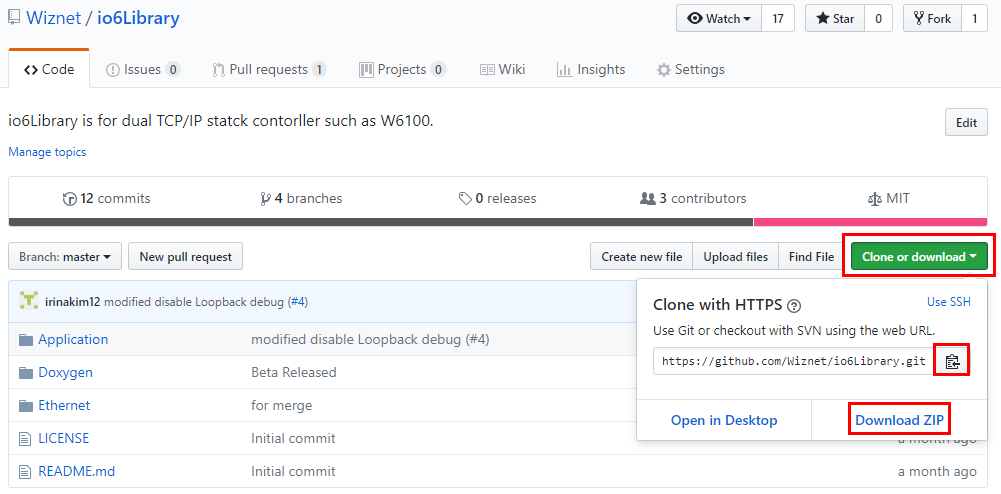 Wiznet / io6Library
Watch 17 Star 0 Fork 1
Code Issues 0 Pull requests 1 Projects 0 Wiki Insights Settings
io6Library is for dual TCP/IP statck contorller such as W6100.
Edit
Manage topics
12 commits 4 branches 0 releases 3 contributors MIT
Branch: master New pull request Create new file Upload files Find File Clone or download
irinakim12 modified disable Loopback debug (#4)
Application modified disable Loopback debug (#4)
Doxygen Beta Released
Ethernet for merge
LICENSE Initial commit a month ago
README.md Initial commit a month ago
Clone with HTTPS ? Use SSH
Use Git or checkout with SVN using the web URL.
https://github.com/Wiznet/io6Library.git
Open in Desktop Download ZIP